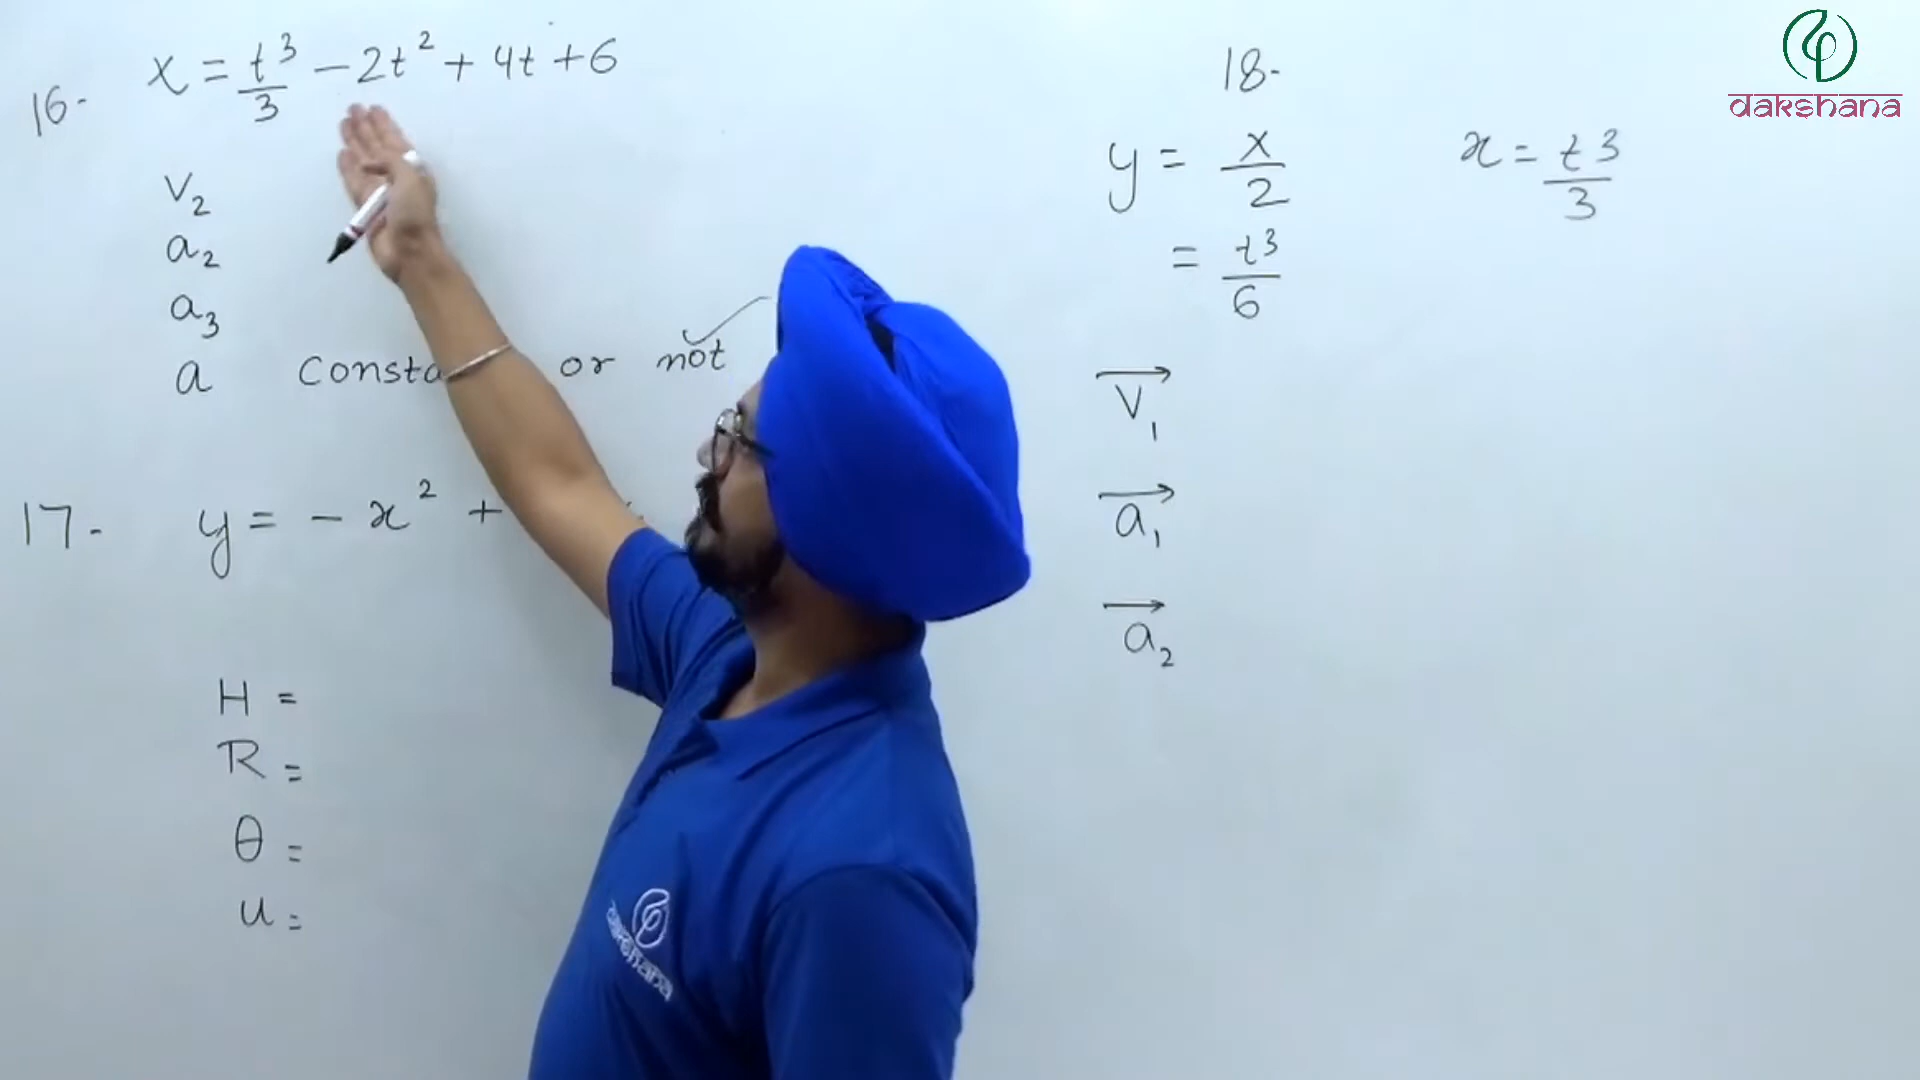 dakshana
16- x = t³/3 - 2t² + 4t + 6
v₂
a₂
a₃
a consta or not
17- y = - x² +
H =
R =
θ =
u =
18-
y = x/2 x = t³/3
= t³/6
v₁
a₁
a₂
dakshana